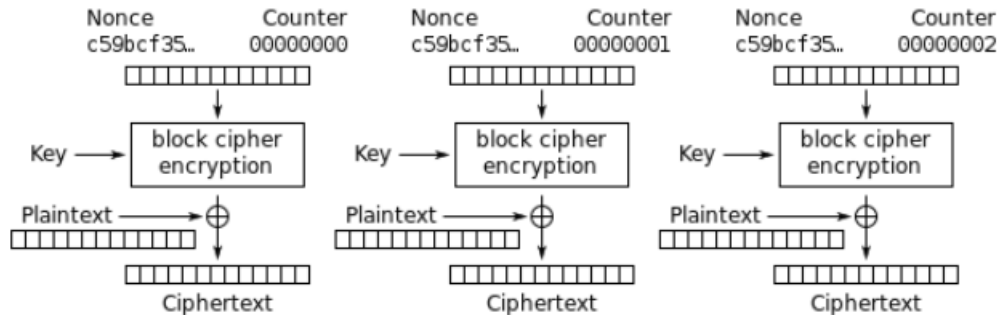 Nonce Counter Nonce Counter Nonce Counter
c59bcf35… 00000000 c59bcf35… 00000001 c59bcf35… 00000002
block cipher block cipher block cipher
Key encryption Key encryption Key encryption
Plaintext Plaintext Plaintext
Ciphertext Ciphertext Ciphertext